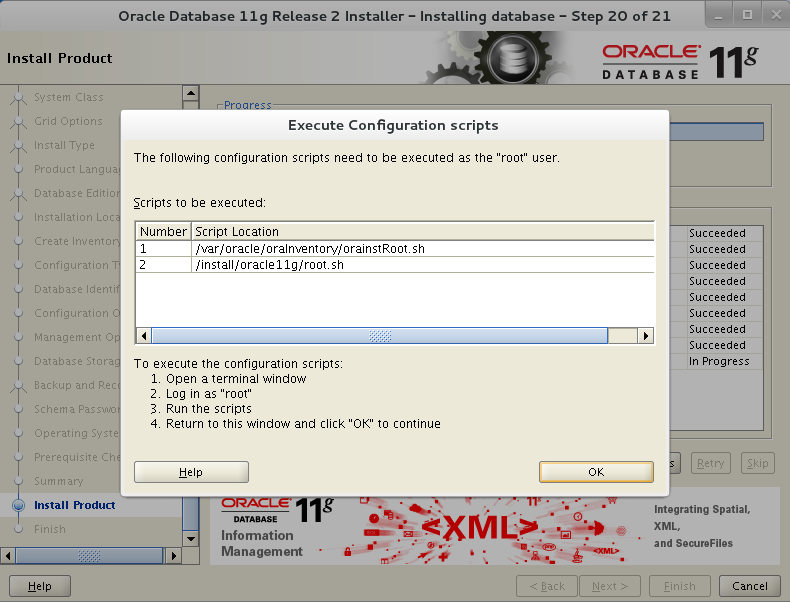 Oracle Database 11g Release 2 Installer - Installing database - Step 20 of 21
Install Product
ORACLE
DATABASE
11g
System Class
Grid Options
Install Type
Product Langua
Database Edition
Installation Loca
Create Inventory
Configuration T
Database Identif
Configuration O
Management Op
Database Storag
Backup and Reco
Schema Passwor
Operating Syste
Prerequisite Che
Summary
Install Product
Finish
Progress
Execute Configuration scripts
The following configuration scripts need to be executed as the "root" user.
Scripts to be executed:
Number Script Location
1 /var/oracle/oraInventory/orainstRoot.sh
2 /install/oracle11g/root.sh
To execute the configuration scripts:
1. Open a terminal window
2. Log in as "root"
3. Run the scripts
4. Return to this window and click "OK" to continue
Help
OK
Succeeded
Succeeded
Succeeded
Succeeded
Succeeded
Succeeded
Succeeded
Succeeded
In Progress
s
Retry
Skip
ORACLE
DATABASE
11g
Information
Management
<XML>
<XML>
Integrating Spatial,
XML,
and SecureFiles
Help
< Back
Next >
Finish
Cancel